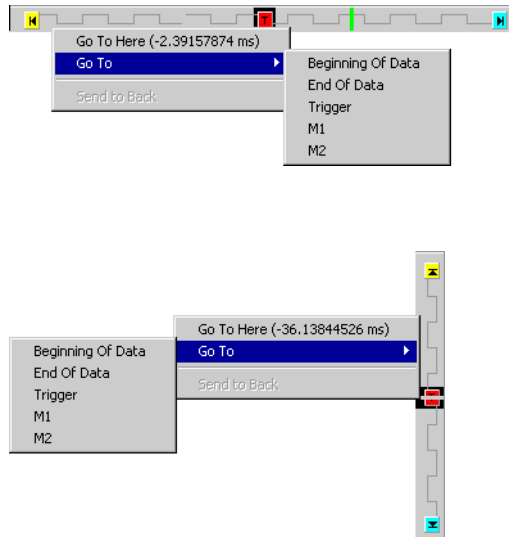 T
Go To Here (-2.39157874 ms)
Go To
Send to Back
Beginning Of Data
End Of Data
Trigger
M1
M2
Go To Here (-36.13844526 ms)
Go To
Send to Back
Beginning Of Data
End Of Data
Trigger
M1
M2